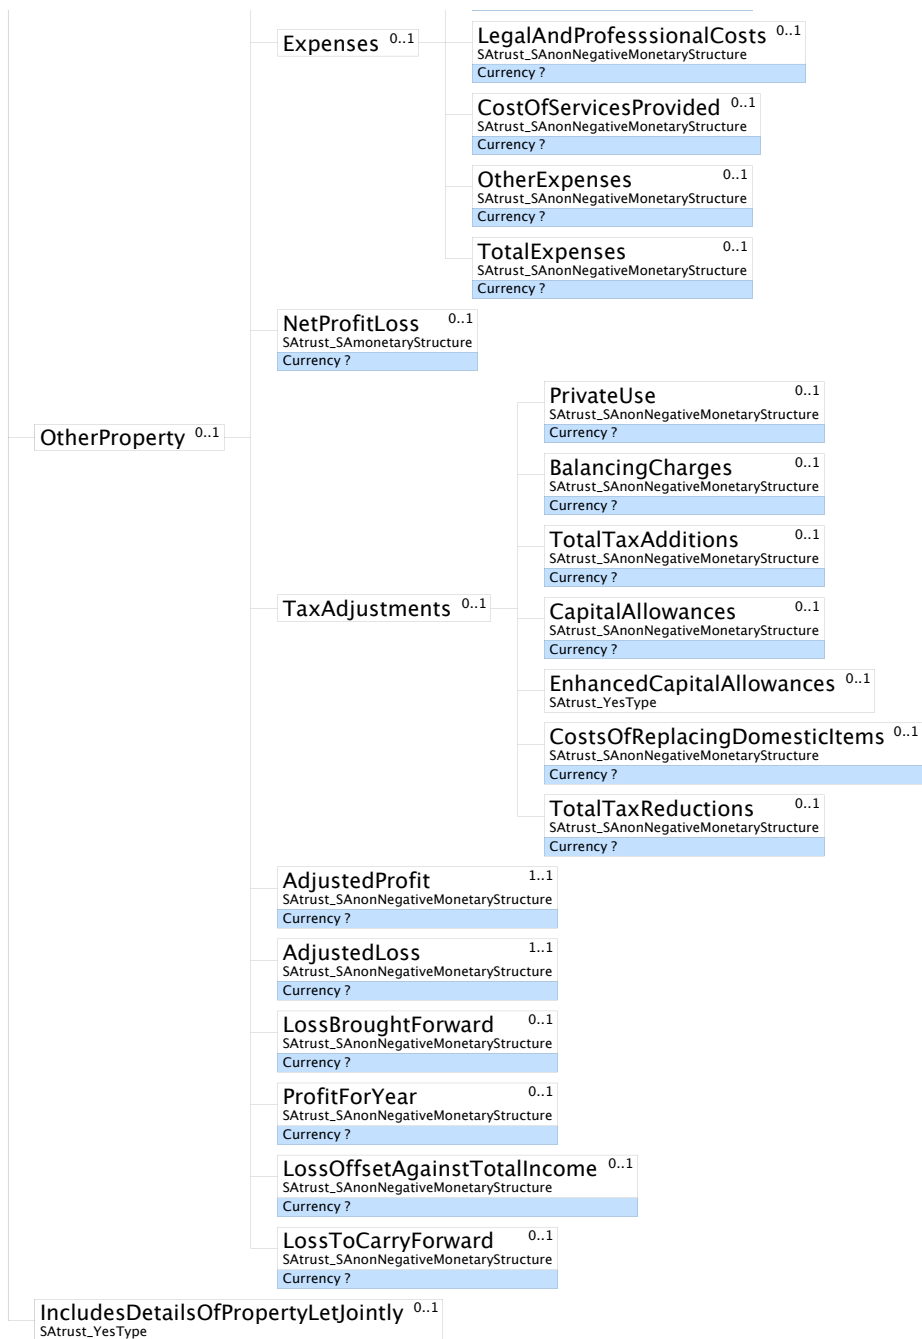 Expenses 0..1
LegalAndProfesssionalCosts 0..1
SAtrust_SAnonNegativeMonetaryStructure
Currency ?
CostOfServicesProvided 0..1
SAtrust_SAnonNegativeMonetaryStructure
Currency ?
OtherExpenses 0..1
SAtrust_SAnonNegativeMonetaryStructure
Currency ?
TotalExpenses 0..1
SAtrust_SAnonNegativeMonetaryStructure
Currency ?
NetProfitLoss 0..1
SAtrust_SAmonetaryStructure
Currency ?
OtherProperty 0..1
TaxAdjustments 0..1
PrivateUse 0..1
SAtrust_SAnonNegativeMonetaryStructure
Currency ?
BalancingCharges 0..1
SAtrust_SAnonNegativeMonetaryStructure
Currency ?
TotalTaxAdditions 0..1
SAtrust_SAnonNegativeMonetaryStructure
Currency ?
CapitalAllowances 0..1
SAtrust_SAnonNegativeMonetaryStructure
Currency ?
EnhancedCapitalAllowances 0..1
SAtrust_YesType
CostsOfReplacingDomesticItems 0..1
SAtrust_SAnonNegativeMonetaryStructure
Currency ?
TotalTaxReductions 0..1
SAtrust_SAnonNegativeMonetaryStructure
Currency ?
AdjustedProfit 1..1
SAtrust_SAnonNegativeMonetaryStructure
Currency ?
AdjustedLoss 1..1
SAtrust_SAnonNegativeMonetaryStructure
Currency ?
LossBroughtForward 0..1
SAtrust_SAnonNegativeMonetaryStructure
Currency ?
ProfitForYear 0..1
SAtrust_SAnonNegativeMonetaryStructure
Currency ?
LossOffsetAgainstTotalIncome 0..1
SAtrust_SAnonNegativeMonetaryStructure
Currency ?
LossToCarryForward 0..1
SAtrust_SAnonNegativeMonetaryStructure
Currency ?
IncludesDetailsOfPropertyLetJointly 0..1
SAtrust_YesType